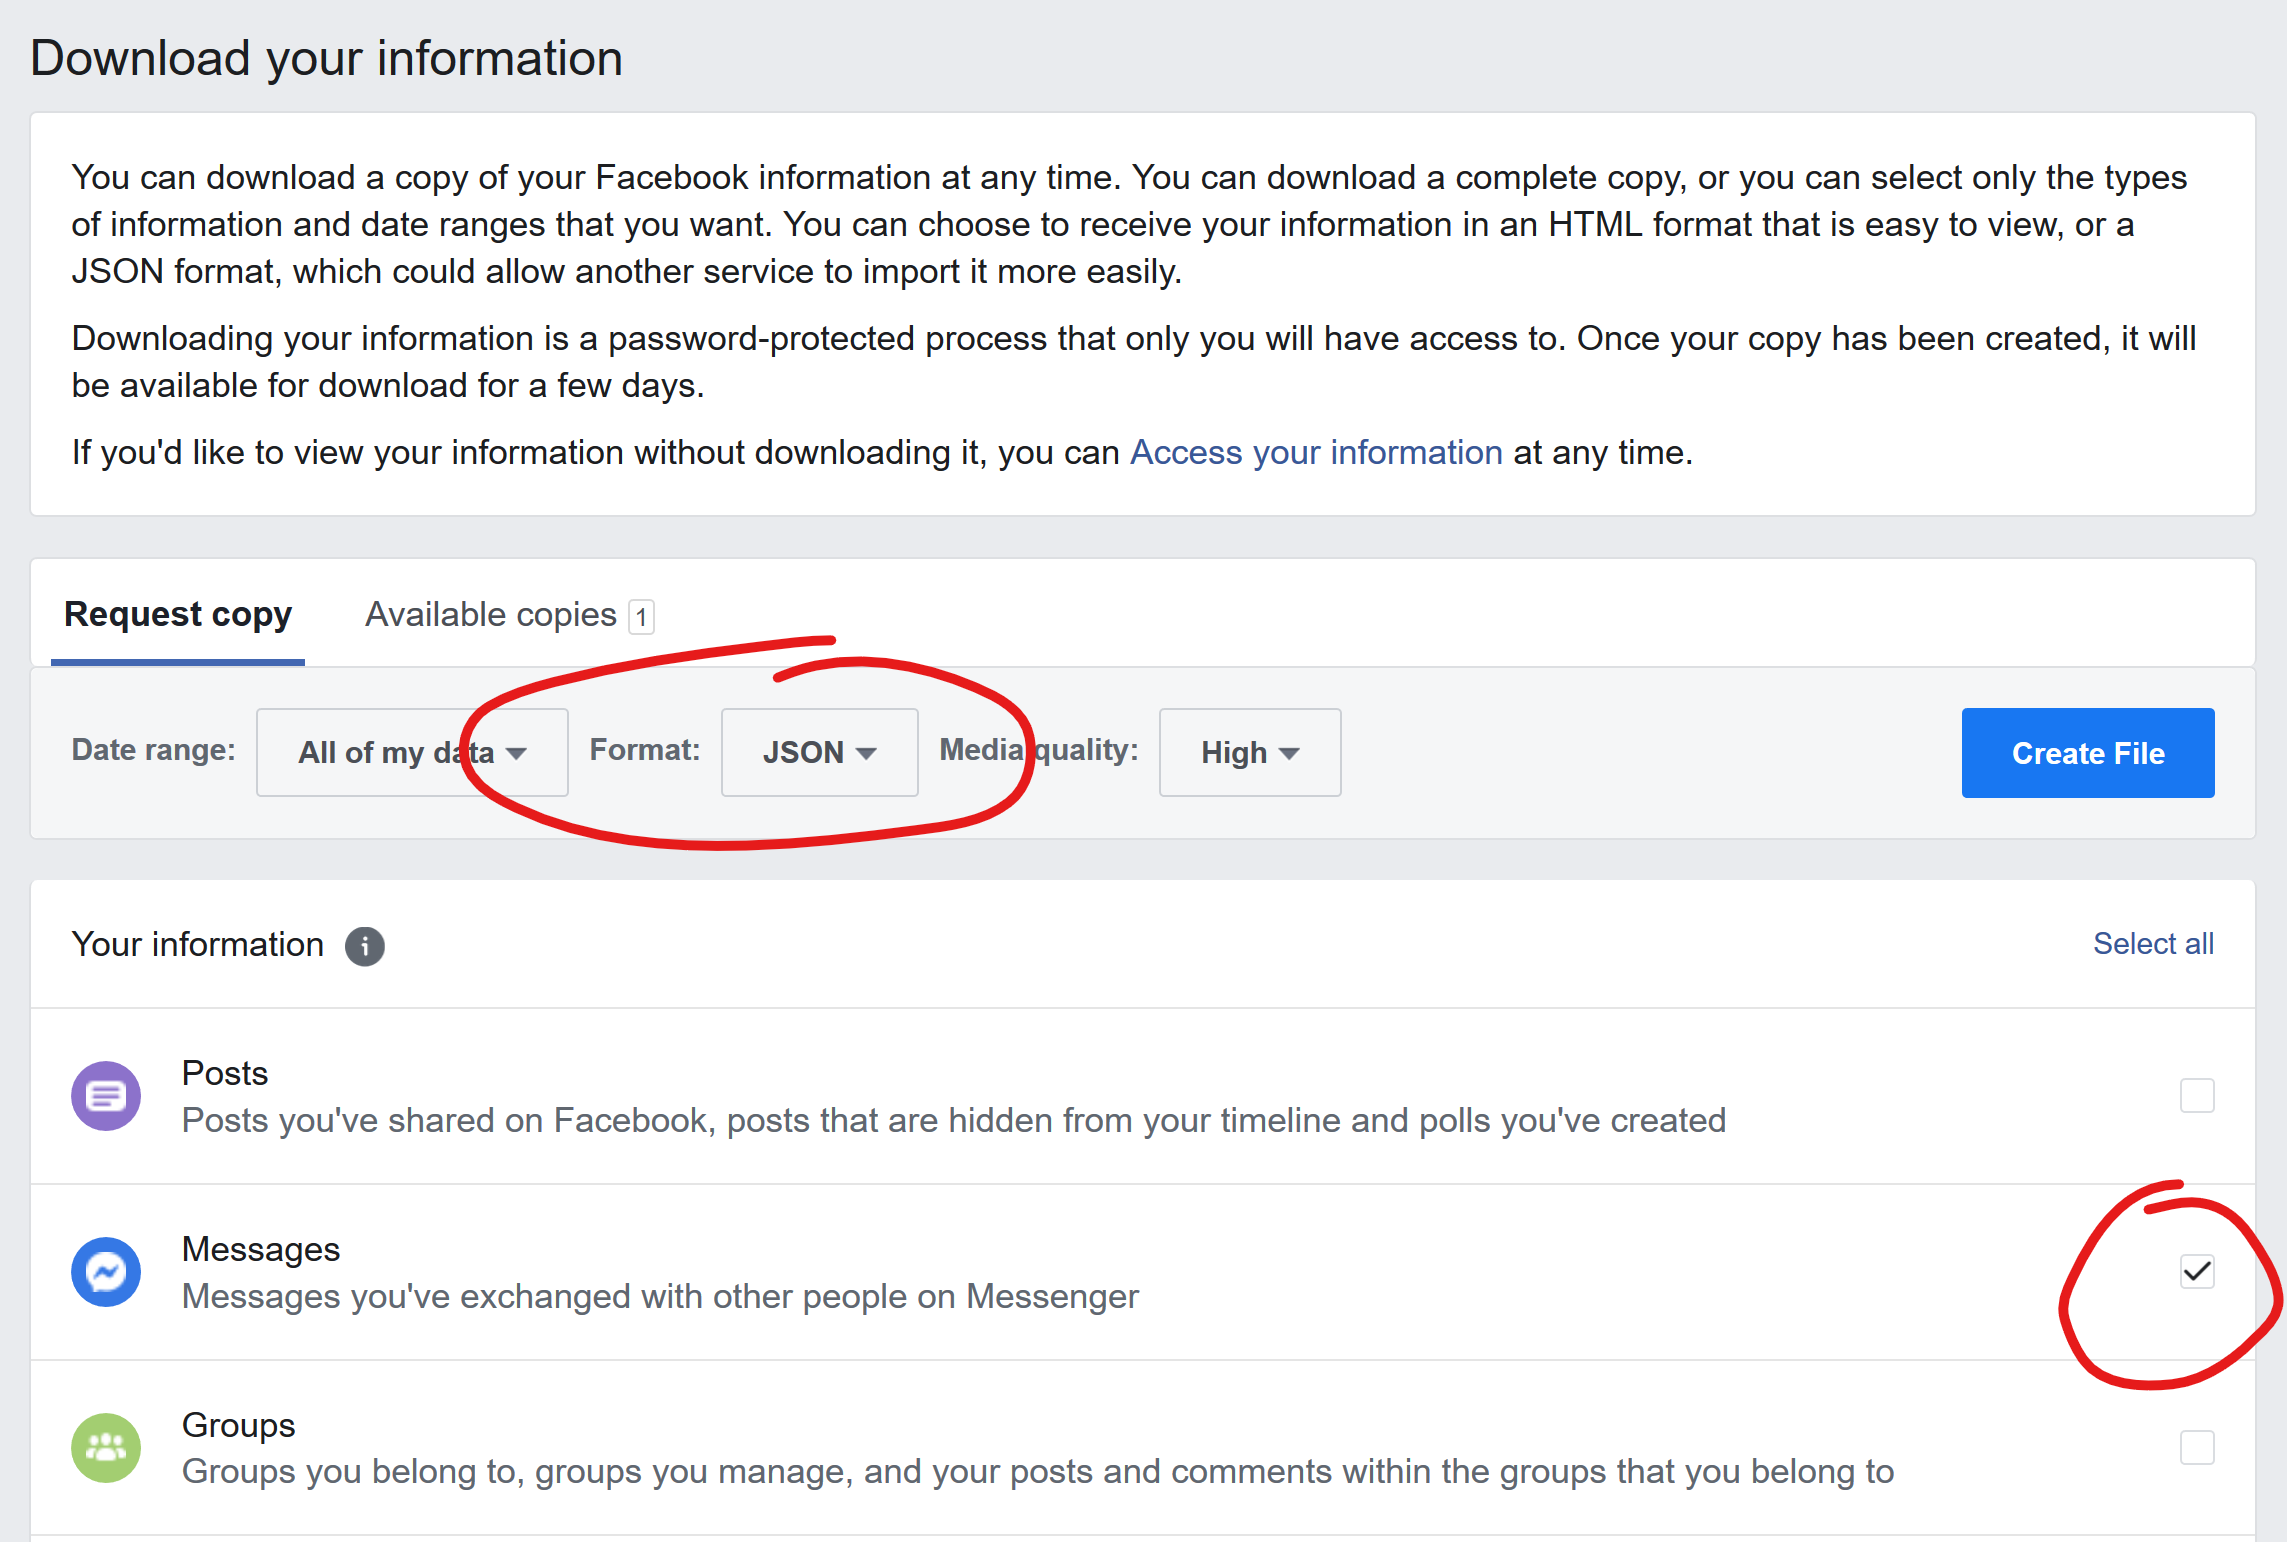 Download your information
You can download a copy of your Facebook information at any time. You can download a complete copy, or you can select only the types
of information and date ranges that you want. You can choose to receive your information in an HTML format that is easy to view, or a
JSON format, which could allow another service to import it more easily.
Downloading your information is a password-protected process that only you will have access to. Once your copy has been created, it will
be available for download for a few days.
If you'd like to view your information without downloading it, you can Access your information at any time.
Request copy Available copies 1
Date range: All of my data Format: JSON Media quality: High Create File
Your information i Select all
Posts
Posts you've shared on Facebook, posts that are hidden from your timeline and polls you've created
Messages
Messages you've exchanged with other people on Messenger
Groups
Groups you belong to, groups you manage, and your posts and comments within the groups that you belong to